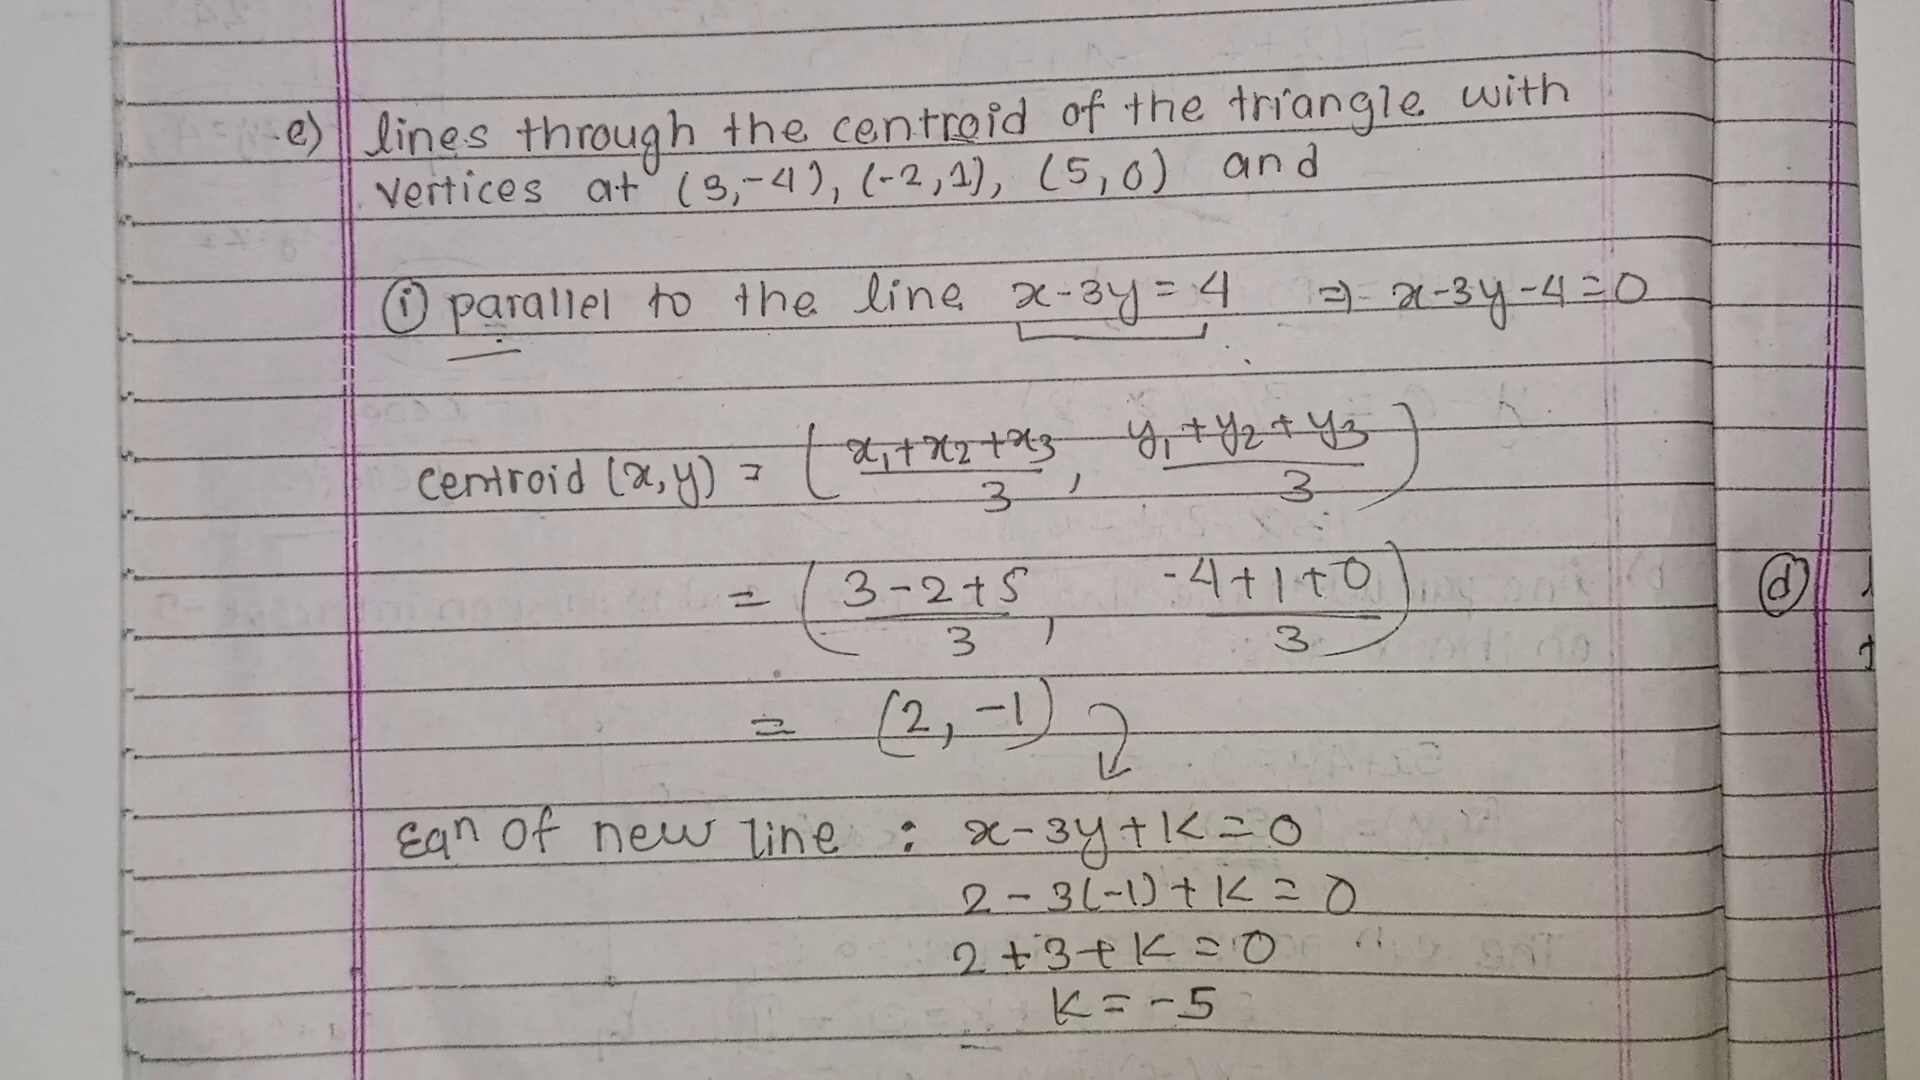 e) lines through the centroid of the triangle with
vertices at (3,-4), (-2,1), (5,0) and
(i) parallel to the line x-3y=4 ⇒ x-3y-4=0
centroid (x,y) = ( x₁+x₂+x₃ / 3 , y₁+y₂+y₃ / 3 )
= ( 3-2+5 / 3 , -4+1+0 / 3 )
(d)
= (2,-1)
Eqn of new line : x-3y+K=0
2-3(-1)+K=0
2+3+K=0
K=-5